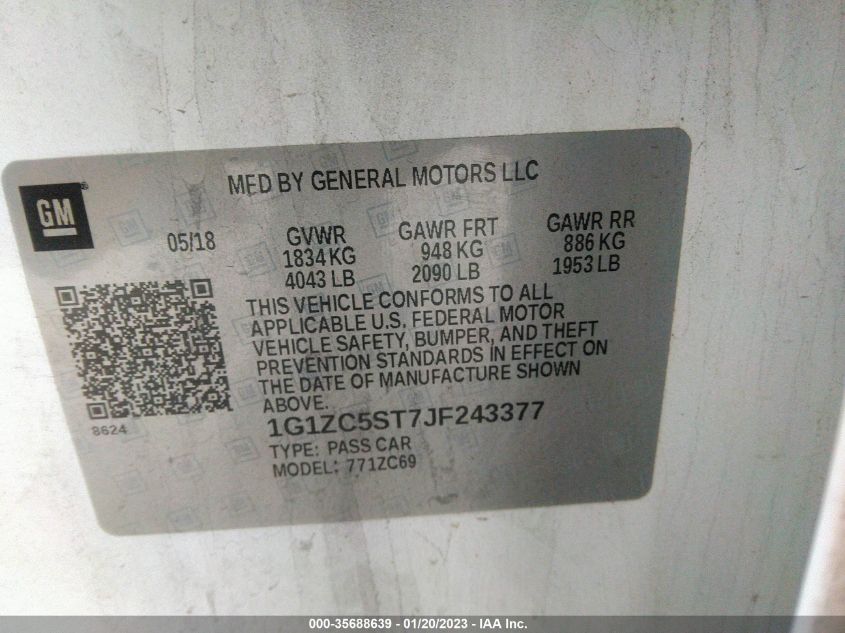 MFD BY GENERAL MOTORS LLC
GM
05/18
GVWR
1834 KG
4043 LB
GAWR FRT
948 KG
2090 LB
GAWR RR
886 KG
1953 LB
THIS VEHICLE CONFORMS TO ALL
APPLICABLE U.S. FEDERAL MOTOR
VEHICLE SAFETY, BUMPER, AND THEFT
PREVENTION STANDARDS IN EFFECT ON
THE DATE OF MANUFACTURE SHOWN
ABOVE.
8624
1G1ZC5ST7JF243377
TYPE: PASS CAR
MODEL: 771ZC69
000-35688639 - 01/20/2023 - IAA Inc.